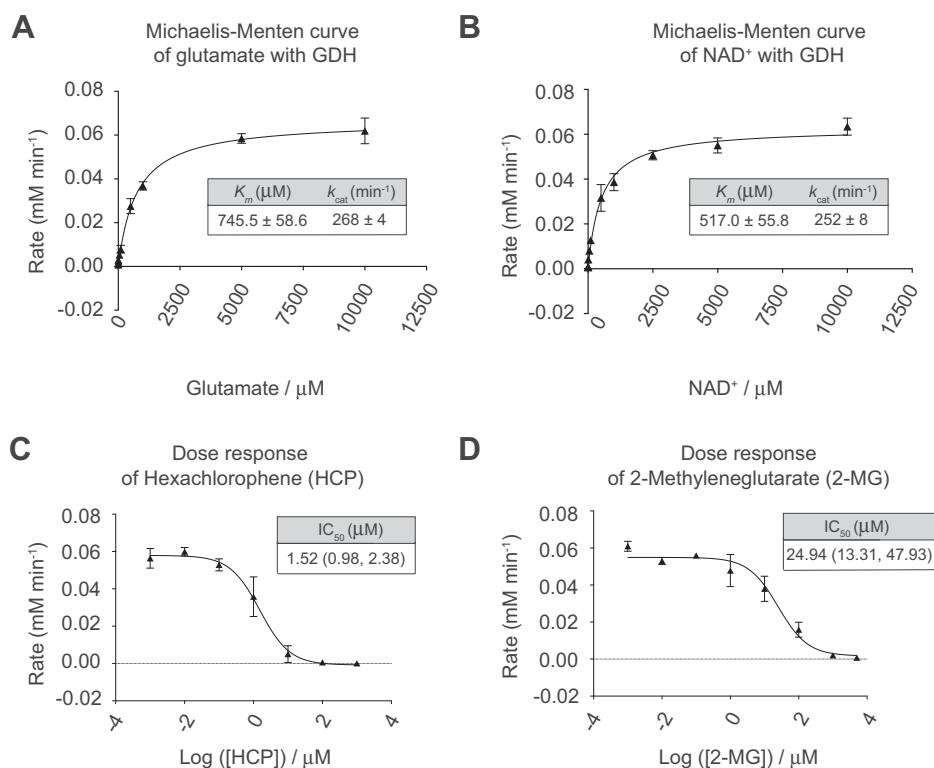 A
Michaelis-Menten curve
of glutamate with GDH
Rate (mM min⁻¹)
0.08
0.06
0.04
0.02
0.00
-0.02
0
2500
5000
7500
10000
12500
Kₘ (μM) k_cat (min⁻¹)
745.5 ± 58.6 268 ± 4
Glutamate / μM
B
Michaelis-Menten curve
of NAD⁺ with GDH
Rate (mM min⁻¹)
0.08
0.06
0.04
0.02
0.00
-0.02
0
2500
5000
7500
10000
12500
Kₘ (μM) k_cat (min⁻¹)
517.0 ± 55.8 252 ± 8
NAD⁺ / μM
C
Dose response
of Hexachlorophene (HCP)
Rate (mM min⁻¹)
0.08
0.06
0.04
0.02
0.00
-0.02
-4
-2
0
2
4
IC₅₀ (μM)
1.52 (0.98, 2.38)
Log ([HCP]) / μM
D
Dose response
of 2-Methyleneglutarate (2-MG)
Rate (mM min⁻¹)
0.08
0.06
0.04
0.02
0.00
-0.02
-4
-2
0
2
4
IC₅₀ (μM)
24.94 (13.31, 47.93)
Log ([2-MG]) / μM